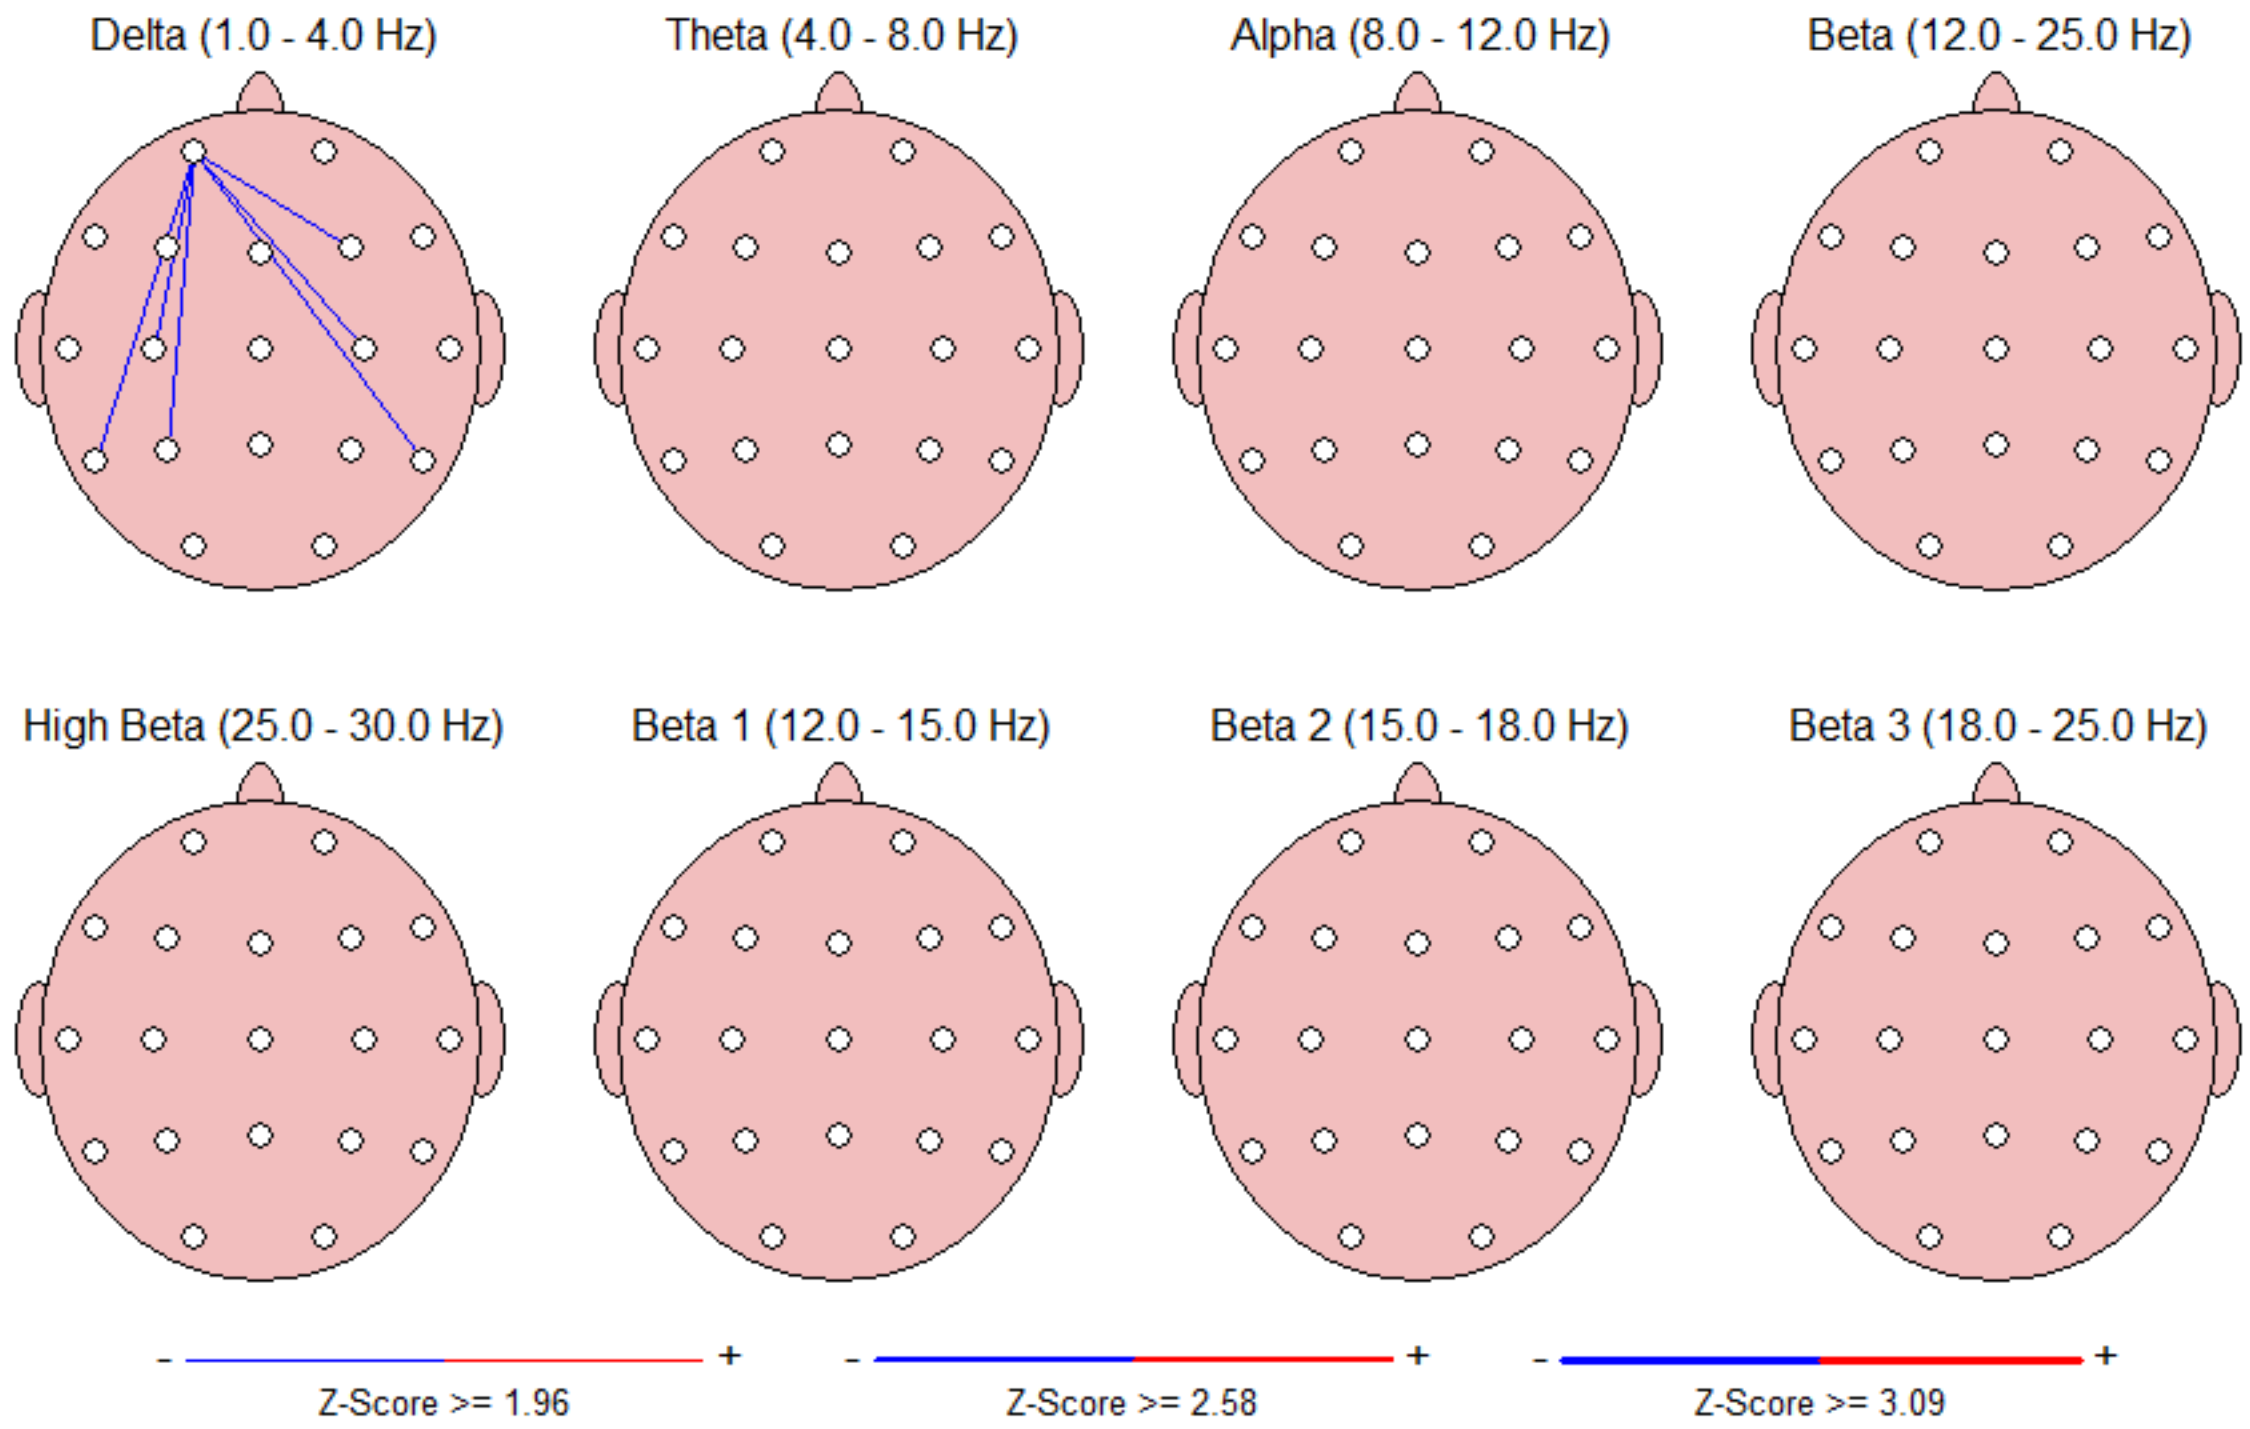 Delta (1.0 - 4.0 Hz)
Theta (4.0 - 8.0 Hz)
Alpha (8.0 - 12.0 Hz)
Beta (12.0 - 25.0 Hz)
High Beta (25.0 - 30.0 Hz)
Beta 1 (12.0 - 15.0 Hz)
Beta 2 (15.0 - 18.0 Hz)
Beta 3 (18.0 - 25.0 Hz)
- +
- +
- +
Z-Score >= 1.96
Z-Score >= 2.58
Z-Score >= 3.09